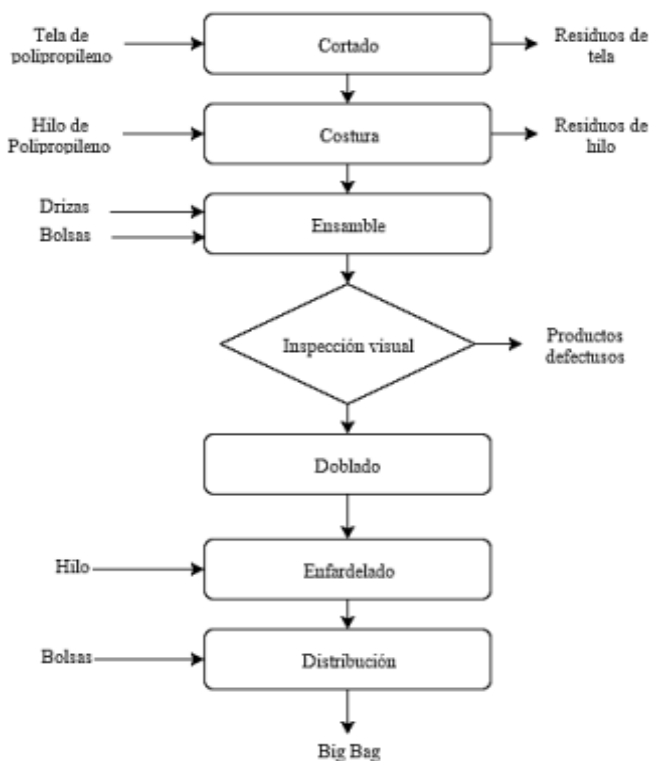 Tela de
polipropileno
Cortado
Residuos de
tela
Hilo de
Polipropileno
Costura
Residuos de
hilo
Drizas
Bolsas
Ensamble
Inspección visual
Productos
defectusos
Doblado
Hilo
Enfardelado
Bolsas
Distribución
Big Bag